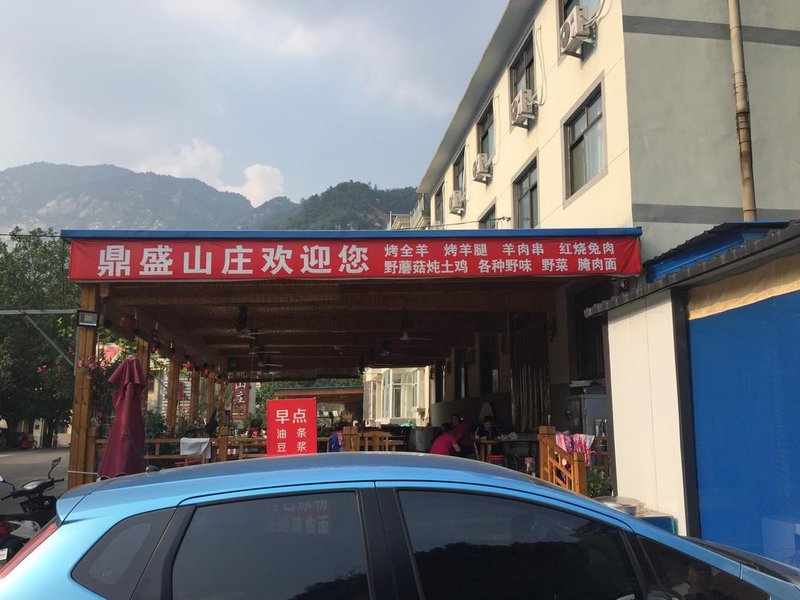 鼎盛山庄欢迎您
烤全羊 烤羊腿 羊肉串 红烧兔肉
野蘑菇炖土鸡 各种野味 野菜 腌肉面
早点
油条
豆浆
山庄